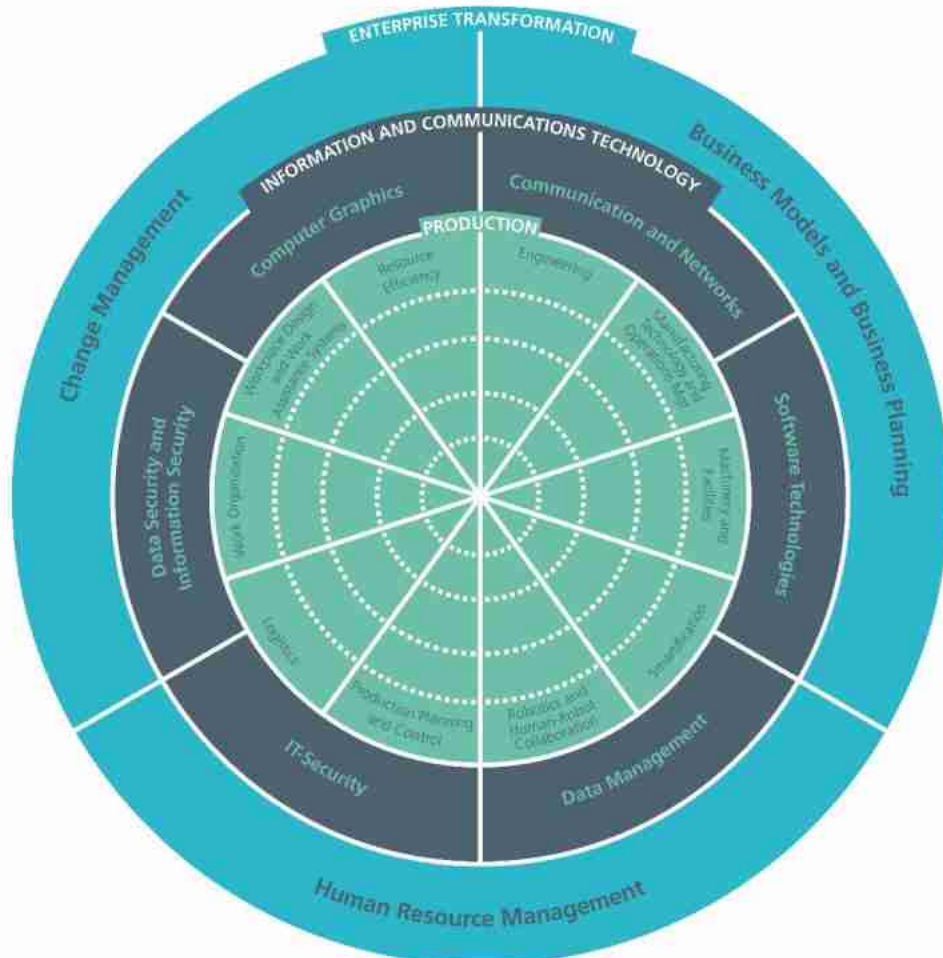 ENTERPRISE TRANSFORMATION
Business Models and Business Planning
Human Resource Management
Change Management
INFORMATION AND COMMUNICATIONS TECHNOLOGY
Communication and Networks
Software Technologies
Data Management
IT-Security
Data Security and
Information Security
Computer Graphics
PRODUCTION
Engineering
Manufacturing
Technology and
Operations Mgt
Machinery and
Facilities
Smartification
Robotics and
Human-Robot
Collaboration
Production Planning
and Control
Logistics
Work Organization
Workplace Design
and Work
Assistance Systems
Resource
Efficiency